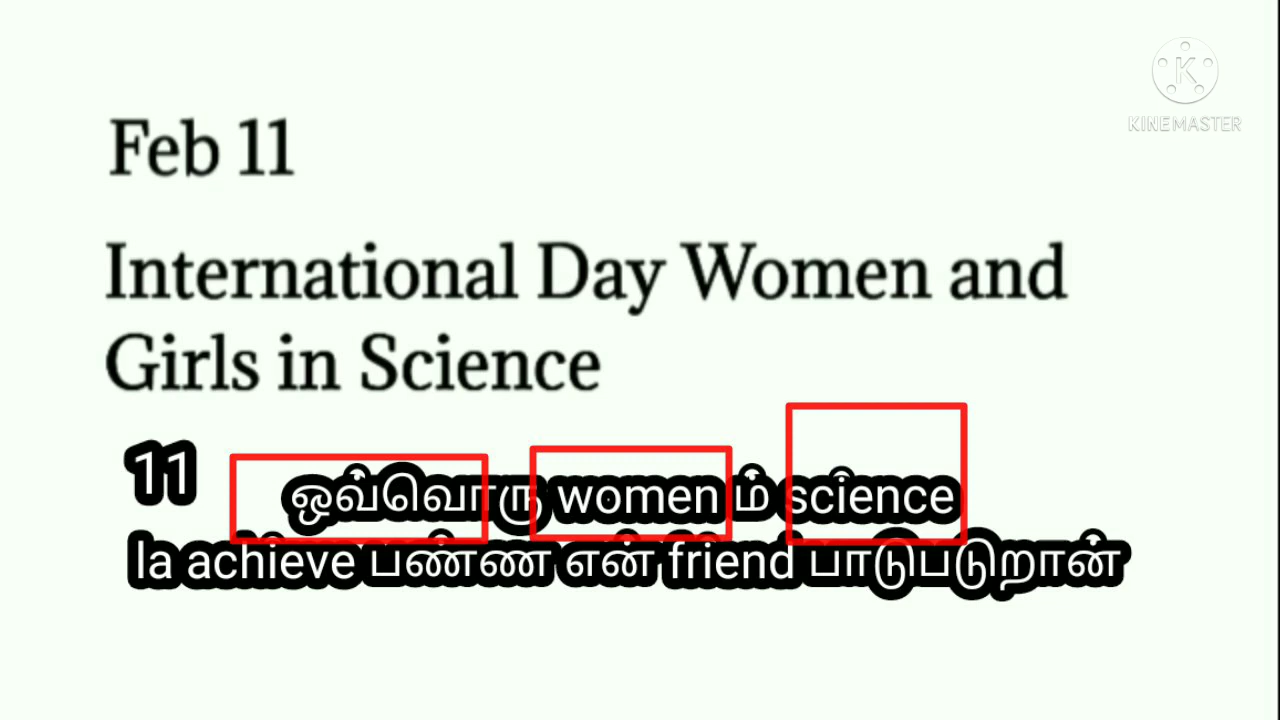 KINEMASTER
Feb 11
International Day Women and
Girls in Science
11 ஒவ்வொரு women ம் science
la achieve பண்ண என் friend பாடுபடுறான்